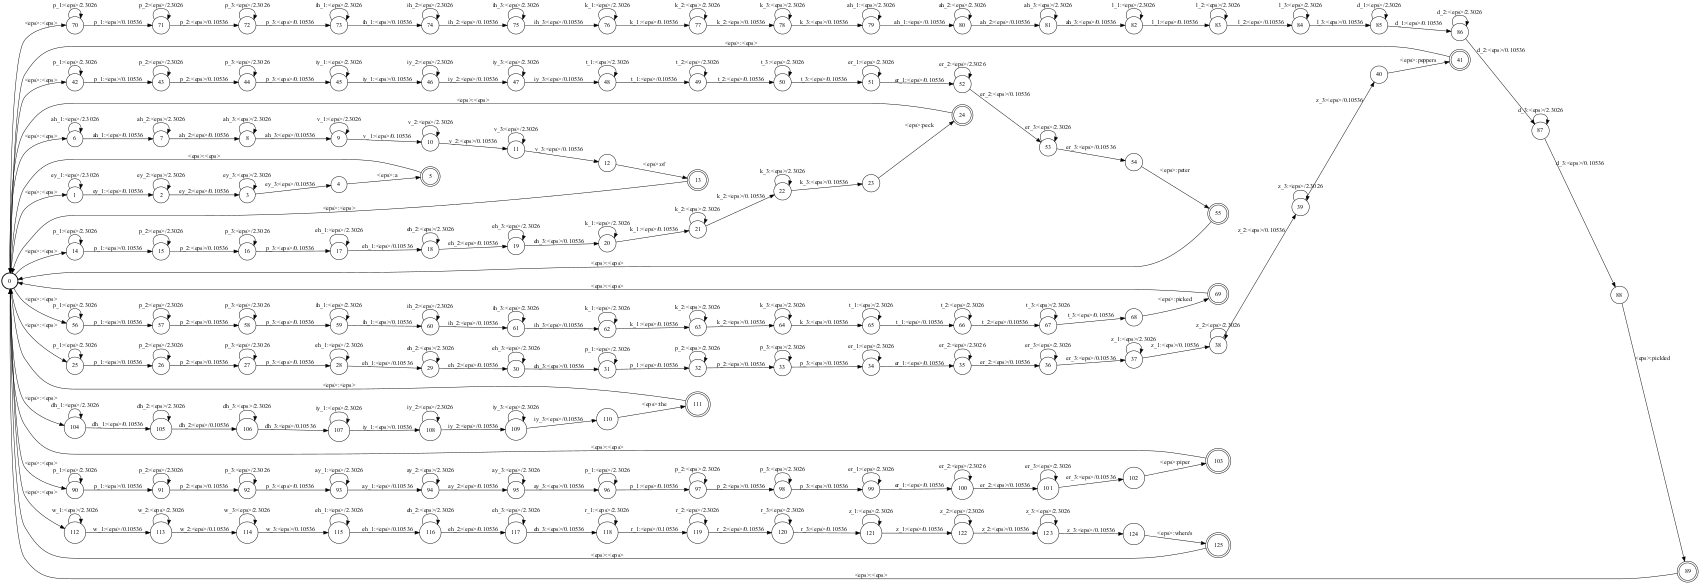 p_1:<eps>/2.3026 p_2:<eps>/2.3026 p_3:<eps>/2.3026 ih_1:<eps>/2.3026 ih_2:<eps>/2.3026 ih_3:<eps>/2.3026 k_1:<eps>/2.3026 k_2:<eps>/2.3026 k_3:<eps>/2.3026 ah_1:<eps>/2.3026 ah_2:<eps>/2.3026 ah_3:<eps>/2.3026 l_1:<eps>/2.3026 l_2:<eps>/2.3026 l_3:<eps>/2.3026 d_1:<eps>/2.3026 d_2:<eps>/2.3026
<eps>:<eps> 70 p_1:<eps>/0.10536 71 p_2:<eps>/0.10536 72 p_3:<eps>/0.10536 73 ih_1:<eps>/0.10536 74 ih_2:<eps>/0.10536 75 ih_3:<eps>/0.10536 76 k_1:<eps>/0.10536 77 k_2:<eps>/0.10536 78 k_3:<eps>/0.10536 79 ah_1:<eps>/0.10536 80 ah_2:<eps>/0.10536 81 ah_3:<eps>/0.10536 82 l_1:<eps>/0.10536 83 l_2:<eps>/0.10536 84 l_3:<eps>/0.10536 85 d_1:<eps>/0.10536 86
<eps>:<eps> d_2:<eps>/0.10536
p_1:<eps>/2.3026 p_2:<eps>/2.3026 p_3:<eps>/2.3026 iy_1:<eps>/2.3026 iy_2:<eps>/2.3026 iy_3:<eps>/2.3026 t_1:<eps>/2.3026 t_2:<eps>/2.3026 t_3:<eps>/2.3026 er_1:<eps>/2.3026 er_2:<eps>/2.3026
<eps>:<eps> 42 p_1:<eps>/0.10536 43 p_2:<eps>/0.10536 44 p_3:<eps>/0.10536 45 iy_1:<eps>/0.10536 46 iy_2:<eps>/0.10536 47 iy_3:<eps>/0.10536 48 t_1:<eps>/0.10536 49 t_2:<eps>/0.10536 50 t_3:<eps>/0.10536 51 er_1:<eps>/0.10536 52 40 <eps>:peppers 41
er_2:<eps>/0.10536 z_3:<eps>/0.10536
<eps>:<eps> 24 <eps>:peck d_3:<eps>/2.3026 87
ah_1:<eps>/2.3026 ah_2:<eps>/2.3026 ah_3:<eps>/2.3026 v_1:<eps>/2.3026 v_2:<eps>/2.3026 v_3:<eps>/2.3026 er_3:<eps>/2.3026
<eps>:<eps> 6 ah_1:<eps>/0.10536 7 ah_2:<eps>/0.10536 8 ah_3:<eps>/0.10536 9 v_1:<eps>/0.10536 10 v_2:<eps>/0.10536 11 v_3:<eps>/0.10536 12 <eps>:of 13 53 er_3:<eps>/0.10536 54 <eps>:peter 55
<eps>:<eps> d_3:<eps>/0.10536
ey_1:<eps>/2.3026 ey_2:<eps>/2.3026 ey_3:<eps>/2.3026 k_3:<eps>/2.3026
<eps>:<eps> 1 ey_1:<eps>/0.10536 2 ey_2:<eps>/0.10536 3 ey_3:<eps>/0.10536 4 <eps>:a 5 22 k_3:<eps>/0.10536 23 z_3:<eps>/2.3026 39
<eps>:<eps> k_2:<eps>/0.10536
p_1:<eps>/2.3026 p_2:<eps>/2.3026 p_3:<eps>/2.3026 eh_1:<eps>/2.3026 eh_2:<eps>/2.3026 eh_3:<eps>/2.3026 k_1:<eps>/2.3026 k_2:<eps>/2.3026 z_2:<eps>/0.10536
<eps>:<eps> 14 p_1:<eps>/0.10536 15 p_2:<eps>/0.10536 16 p_3:<eps>/0.10536 17 eh_1:<eps>/0.10536 18 eh_2:<eps>/0.10536 19 eh_3:<eps>/0.10536 20 k_1:<eps>/0.10536 21
<eps>:<eps>
0
<eps>:<eps> 69 88
p_1:<eps>/2.3026 p_2:<eps>/2.3026 p_3:<eps>/2.3026 ih_1:<eps>/2.3026 ih_2:<eps>/2.3026 ih_3:<eps>/2.3026 k_1:<eps>/2.3026 k_2:<eps>/2.3026 k_3:<eps>/2.3026 t_1:<eps>/2.3026 t_2:<eps>/2.3026 t_3:<eps>/2.3026 <eps>:picked
<eps>:<eps> 56 p_1:<eps>/0.10536 57 p_2:<eps>/0.10536 58 p_3:<eps>/0.10536 59 ih_1:<eps>/0.10536 60 ih_2:<eps>/0.10536 61 ih_3:<eps>/0.10536 62 k_1:<eps>/0.10536 63 k_2:<eps>/0.10536 64 k_3:<eps>/0.10536 65 t_1:<eps>/0.10536 66 t_2:<eps>/0.10536 67 t_3:<eps>/0.10536 68
p_1:<eps>/2.3026 p_2:<eps>/2.3026 p_3:<eps>/2.3026 eh_1:<eps>/2.3026 eh_2:<eps>/2.3026 eh_3:<eps>/2.3026 p_1:<eps>/2.3026 p_2:<eps>/2.3026 p_3:<eps>/2.3026 er_1:<eps>/2.3026 er_2:<eps>/2.3026 er_3:<eps>/2.3026 z_1:<eps>/2.3026 z_2:<eps>/2.3026
<eps>:<eps> 25 p_1:<eps>/0.10536 26 p_2:<eps>/0.10536 27 p_3:<eps>/0.10536 28 eh_1:<eps>/0.10536 29 eh_2:<eps>/0.10536 30 eh_3:<eps>/0.10536 31 p_1:<eps>/0.10536 32 p_2:<eps>/0.10536 33 p_3:<eps>/0.10536 34 er_1:<eps>/0.10536 35 er_2:<eps>/0.10536 36 er_3:<eps>/0.10536 37 z_1:<eps>/0.10536 38
<eps>:pickled
<eps>:<eps>
dh_1:<eps>/2.3026 dh_2:<eps>/2.3026 dh_3:<eps>/2.3026 iy_1:<eps>/2.3026 iy_2:<eps>/2.3026 iy_3:<eps>/2.3026
<eps>:<eps> 104 dh_1:<eps>/0.10536 105 dh_2:<eps>/0.10536 106 dh_3:<eps>/0.10536 107 iy_1:<eps>/0.10536 108 iy_2:<eps>/0.10536 109 iy_3:<eps>/0.10536 110 <eps>:the 111
<eps>:<eps>
p_1:<eps>/2.3026 p_2:<eps>/2.3026 p_3:<eps>/2.3026 ay_1:<eps>/2.3026 ay_2:<eps>/2.3026 ay_3:<eps>/2.3026 p_1:<eps>/2.3026 p_2:<eps>/2.3026 p_3:<eps>/2.3026 er_1:<eps>/2.3026 er_2:<eps>/2.3026 er_3:<eps>/2.3026
<eps>:<eps> 90 p_1:<eps>/0.10536 91 p_2:<eps>/0.10536 92 p_3:<eps>/0.10536 93 ay_1:<eps>/0.10536 94 ay_2:<eps>/0.10536 95 ay_3:<eps>/0.10536 96 p_1:<eps>/0.10536 97 p_2:<eps>/0.10536 98 p_3:<eps>/0.10536 99 er_1:<eps>/0.10536 100 er_2:<eps>/0.10536 101 er_3:<eps>/0.10536 102 <eps>:piper 103
w_1:<eps>/2.3026 w_2:<eps>/2.3026 w_3:<eps>/2.3026 eh_1:<eps>/2.3026 eh_2:<eps>/2.3026 eh_3:<eps>/2.3026 r_1:<eps>/2.3026 r_2:<eps>/2.3026 r_3:<eps>/2.3026 z_1:<eps>/2.3026 z_2:<eps>/2.3026 z_3:<eps>/2.3026
<eps>:<eps> 112 w_1:<eps>/0.10536 113 w_2:<eps>/0.10536 114 w_3:<eps>/0.10536 115 eh_1:<eps>/0.10536 116 eh_2:<eps>/0.10536 117 eh_3:<eps>/0.10536 118 r_1:<eps>/0.10536 119 r_2:<eps>/0.10536 120 r_3:<eps>/0.10536 121 z_1:<eps>/0.10536 122 z_2:<eps>/0.10536 123 z_3:<eps>/0.10536 124 <eps>:where's 125
<eps>:<eps>
<eps>:<eps> 89